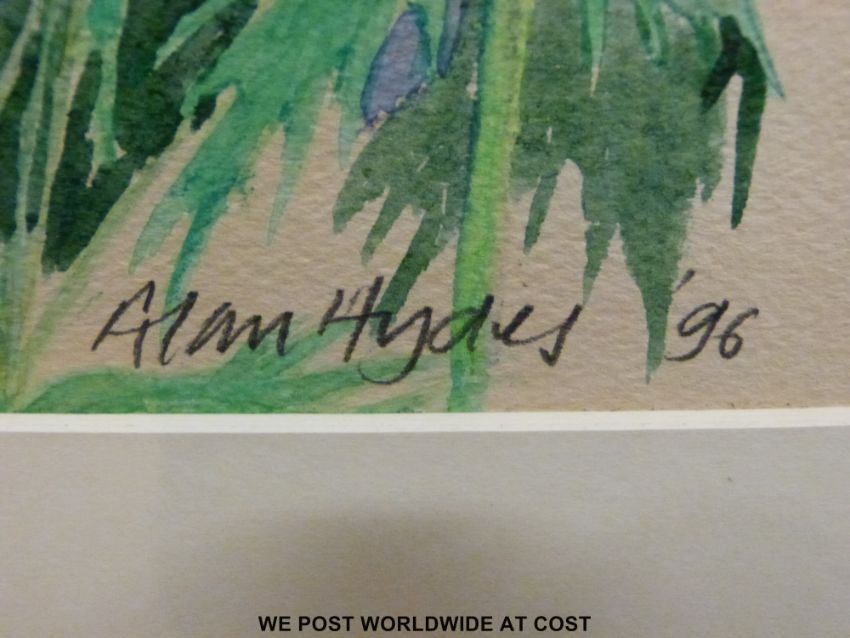 Alan Hydes '96
WE POST WORLDWIDE AT COST